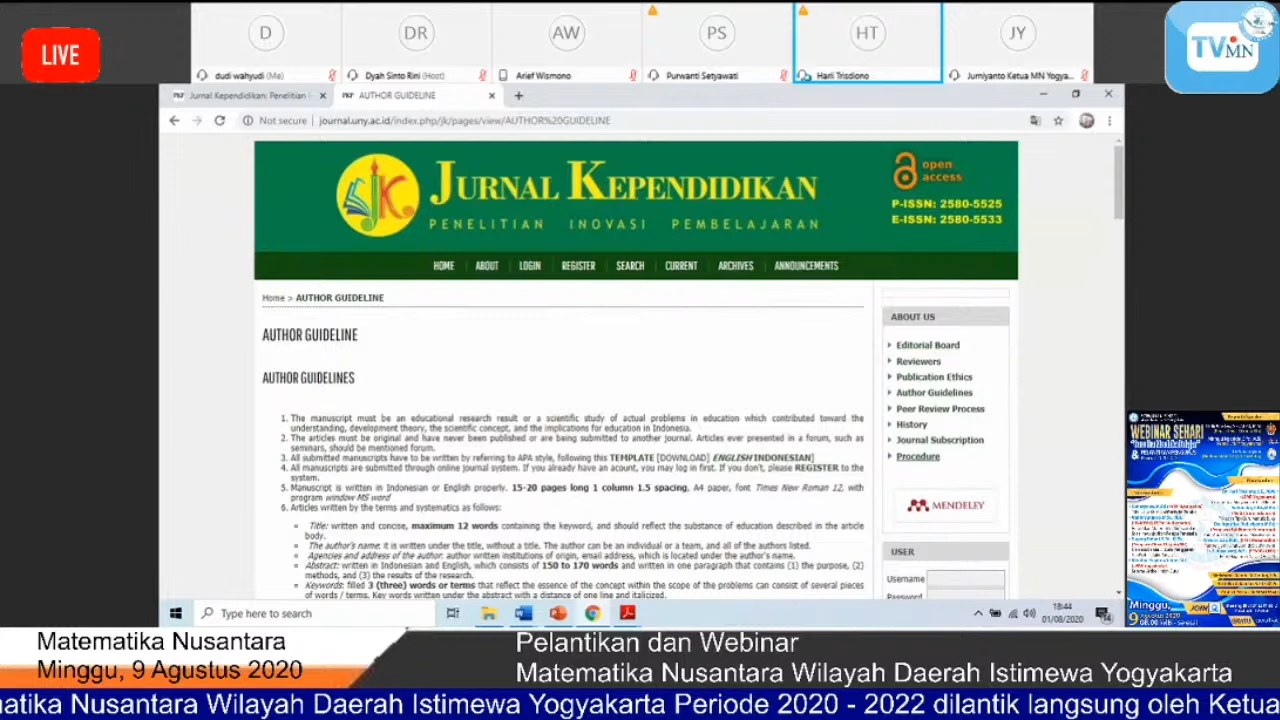 LIVE
D
DR
AW
PS
HT
JY
dudi wahyudi (Me)
Dyah Sinto Rini (Host)
Arief Wismono
Purwanti Setyawati
Harli Trisdiono
Jumiyanto Ketua MN Yogya...
TV MN
Jurnal Kependidikan: Penelitian
AUTHOR GUIDELINE
Not secure | journal.uny.ac.id/index.php/jk/pages/view/AUTHOR%20GUIDELINE
JK
JURNAL KEPENDIDIKAN
PENELITIAN INOVASI PEMBELAJARAN
open
access
P-ISSN: 2580-5525
E-ISSN: 2580-5533
HOME
ABOUT
LOGIN
REGISTER
SEARCH
CURRENT
ARCHIVES
ANNOUNCEMENTS
Home > AUTHOR GUIDELINE
AUTHOR GUIDELINE
AUTHOR GUIDELINES
1. The manuscript must be an educational research result or a scientific study of actual problems in education which contributed toward the
understanding, development theory, the scientific concept, and the implications for education in Indonesia.
2. The articles must be original and have never been published or are being submitted to another journal. Articles ever presented in a forum, such as
seminars, should be mentioned forum.
3. All submitted manuscripts have to be written by referring to APA style, following this TEMPLATE [DOWNLOAD] ENGLISH INDONESIAN]
4. All manuscripts are submitted through online journal system. If you already have an acount, you may log in first. If you don't, please REGISTER to the
system.
5. Manuscript is written in Indonesian or English properly. 15-20 pages long 1 column 1.5 spacing, A4 paper, font Times New Roman 12, with
program window MS word
6. Articles written by the terms and systematics as follows:
Title: written and concise, maximum 12 words containing the keyword, and should reflect the substance of education described in the article
body.
The author's name: it is written under the title, without a title. The author can be an individual or a team, and all of the authors listed.
Agencies and address of the author: author written institutions of origin, email address, which is located under the author's name.
Abstract: written in Indonesian and English, which consists of 150 to 170 words and written in one paragraph that contains (1) the purpose, (2)
methods, and (3) the results of the research.
Keywords: filled 3 (three) words or terms that reflect the essence of the concept within the scope of the problems can consist of several pieces
of words / terms. Key words written under the abstract with a distance of one line and italicized.
ABOUT US
Editorial Board
Reviewers
Publication Ethics
Author Guidelines
Peer Review Process
History
Journal Subscription
Procedure
MENDELEY
USER
Username
Password
WEBINAR SEHARI
Minggu,
9 Agustus 2020
08.00 WIB - selesai
Type here to search
18:44
01/08/2020
Matematika Nusantara
Minggu, 9 Agustus 2020
Pelantikan dan Webinar
Matematika Nusantara Wilayah Daerah Istimewa Yogyakarta
natika Nusantara Wilayah Daerah Istimewa Yogyakarta Periode 2020 - 2022 dilantik langsung oleh Ketua